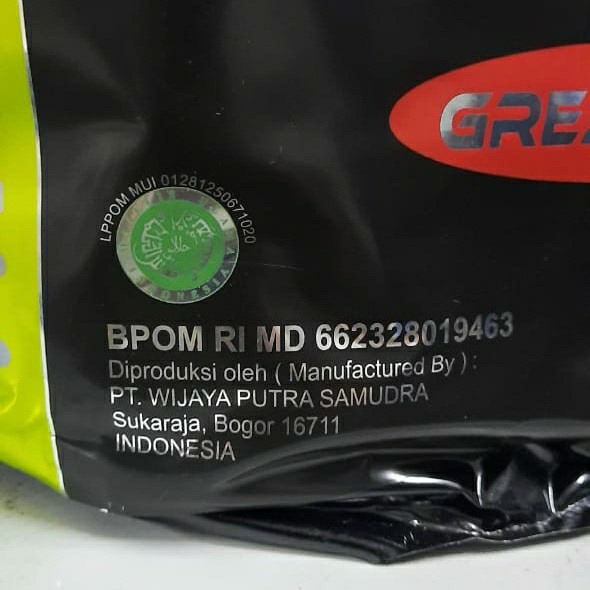 LPPOM MUI 01281250671020
BPOM RI MD 662328019463
Diproduksi oleh ( Manufactured By ) :
PT. WIJAYA PUTRA SAMUDRA
Sukaraja, Bogor 16711
INDONESIA